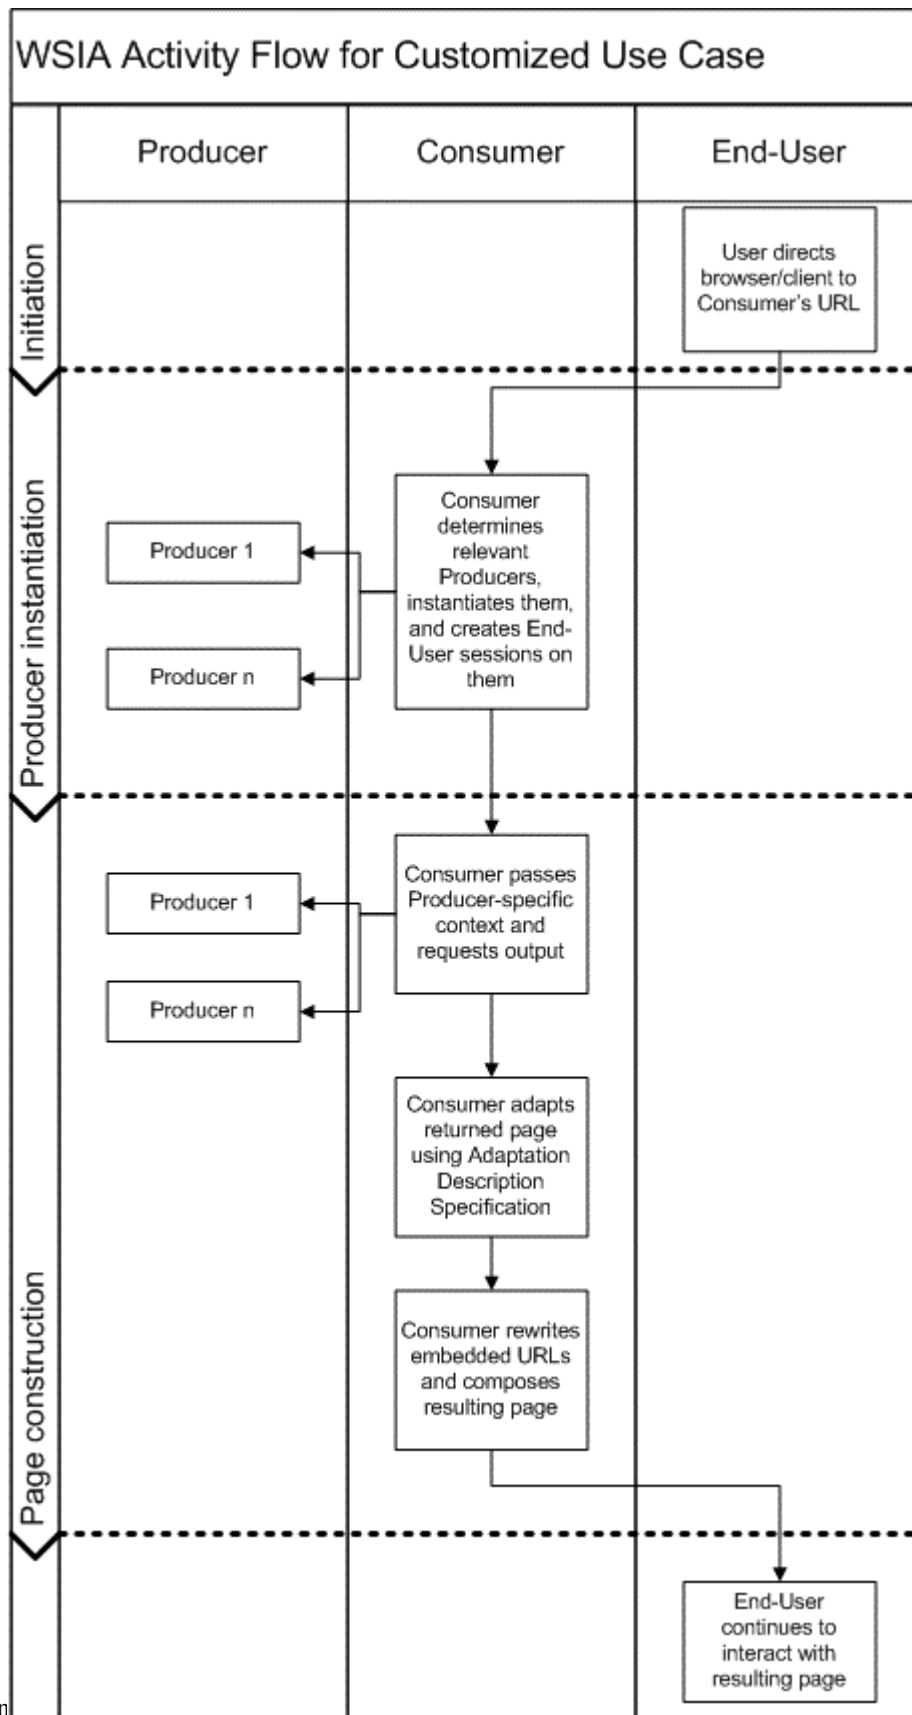 WSIA Activity Flow for Customized Use Case
Producer
Consumer
End-User
Initiation
User directs
browser/client to
Consumer's URL
Producer instantiation
Consumer
determines
relevant
Producers,
instantiates them,
and creates End-
User sessions on
them
Producer 1
Producer n
Page construction
Consumer passes
Producer-specific
context and
requests output
Producer 1
Producer n
Consumer adapts
returned page
using Adaptation
Description
Specification
Consumer rewrites
embedded URLs
and composes
resulting page
End-User
continues to
interact with
resulting page